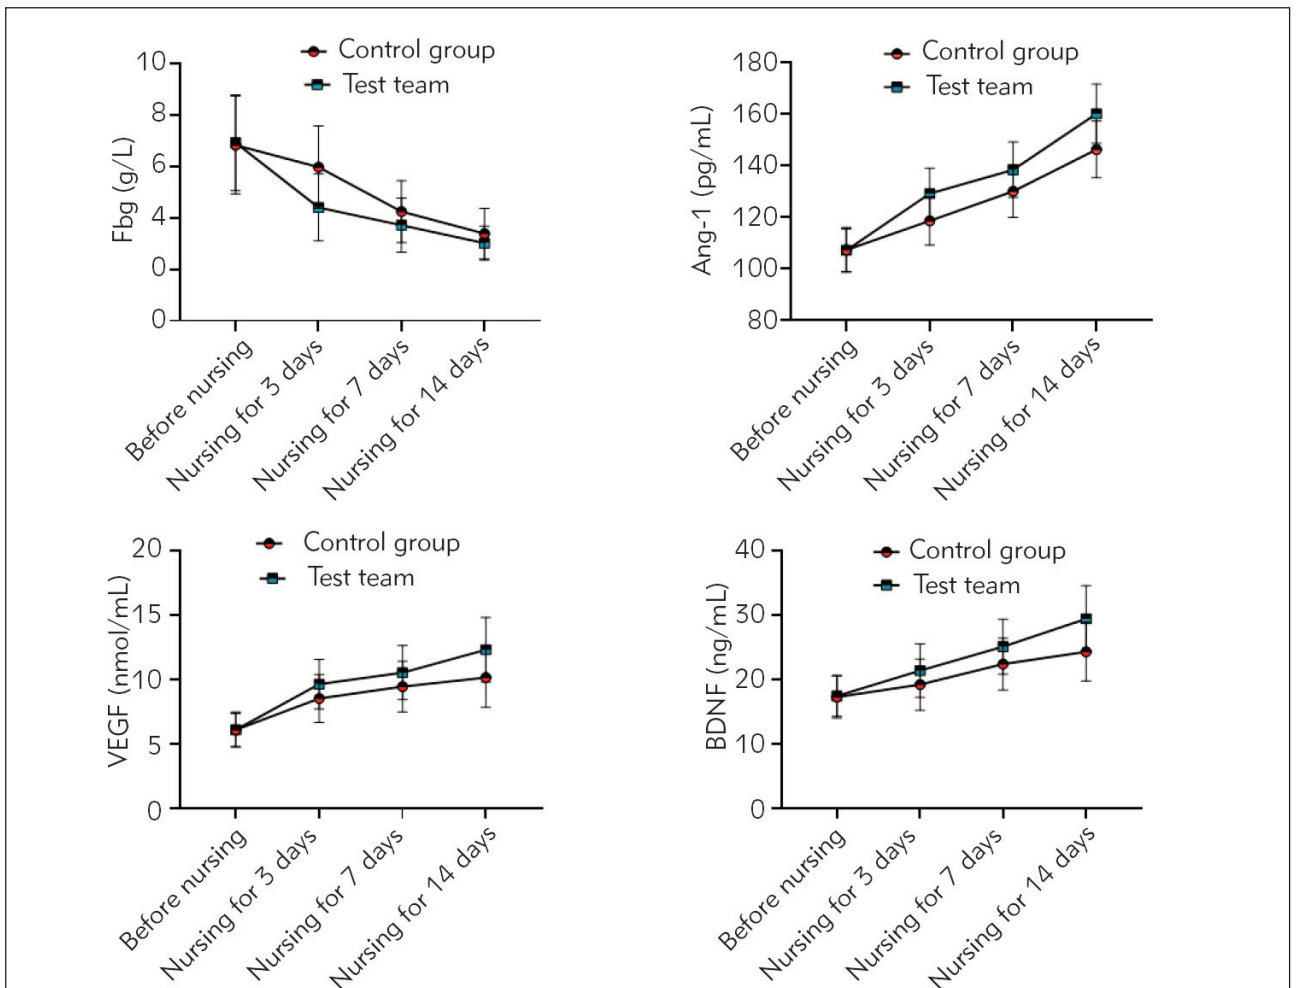 Control group
Test team
Fbg (g/L)
10
8
6
4
0
0
Before nursing
Nursing for 3 days
Nursing for 7 days
Nursing for 14 days
Control group
Test team
Ang-1 (pg/mL)
180
160
140
120
100
80
Before nursing
Nursing for 3 days
Nursing for 7 days
Nursing for 14 days
Control group
Test team
VEGF (nmol/mL)
20
15
10
5
0
Before nursing
Nursing for 3 days
Nursing for 7 days
Nursing for 14 days
Control group
Test team
BDNF (ng/mL)
40
30
20
10
0
Before nursing
Nursing for 3 days
Nursing for 7 days
Nursing for 14 days